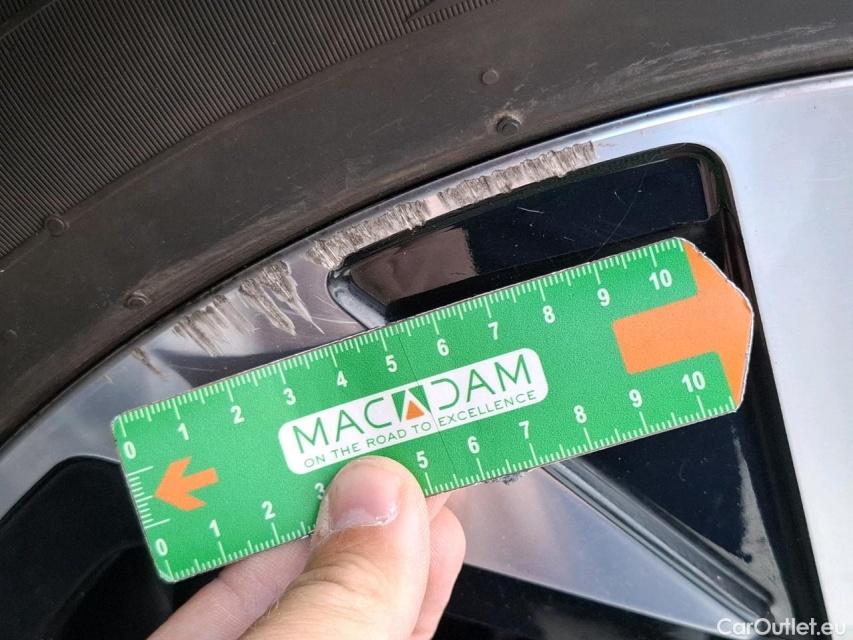 0 1 2 3 4 5 6 7 8 9 10
MACADAM
ON THE ROAD TO EXCELLENCE
0 1 2 3 5 6 7 8 9 10
CarOutlet.eu